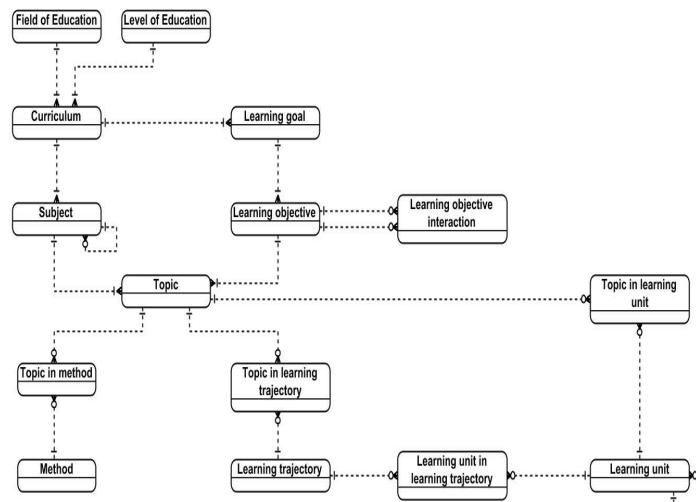 Field of Education
Level of Education
Curriculum
Learning goal
Subject
Learning objective
Learning objective
interaction
Topic
Topic in learning
unit
Topic in method
Topic in learning
trajectory
Method
Learning trajectory
Learning unit in
learning trajectory
Learning unit